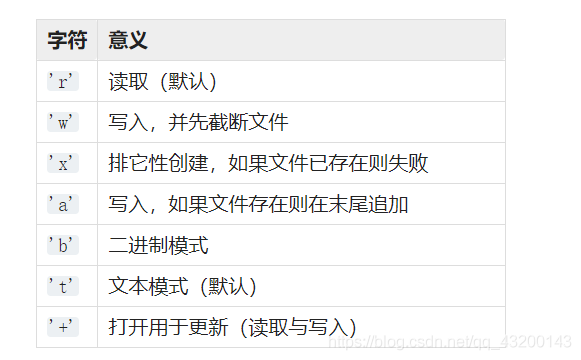 字符 意义
'r' 读取（默认）
'w' 写入，并先截断文件
'x' 排它性创建，如果文件已存在则失败
'a' 写入，如果文件存在则在末尾追加
'b' 二进制模式
't' 文本模式（默认）
'+' 打开用于更新（读取与写入）
https://blog.csdn.net/qq_43200143